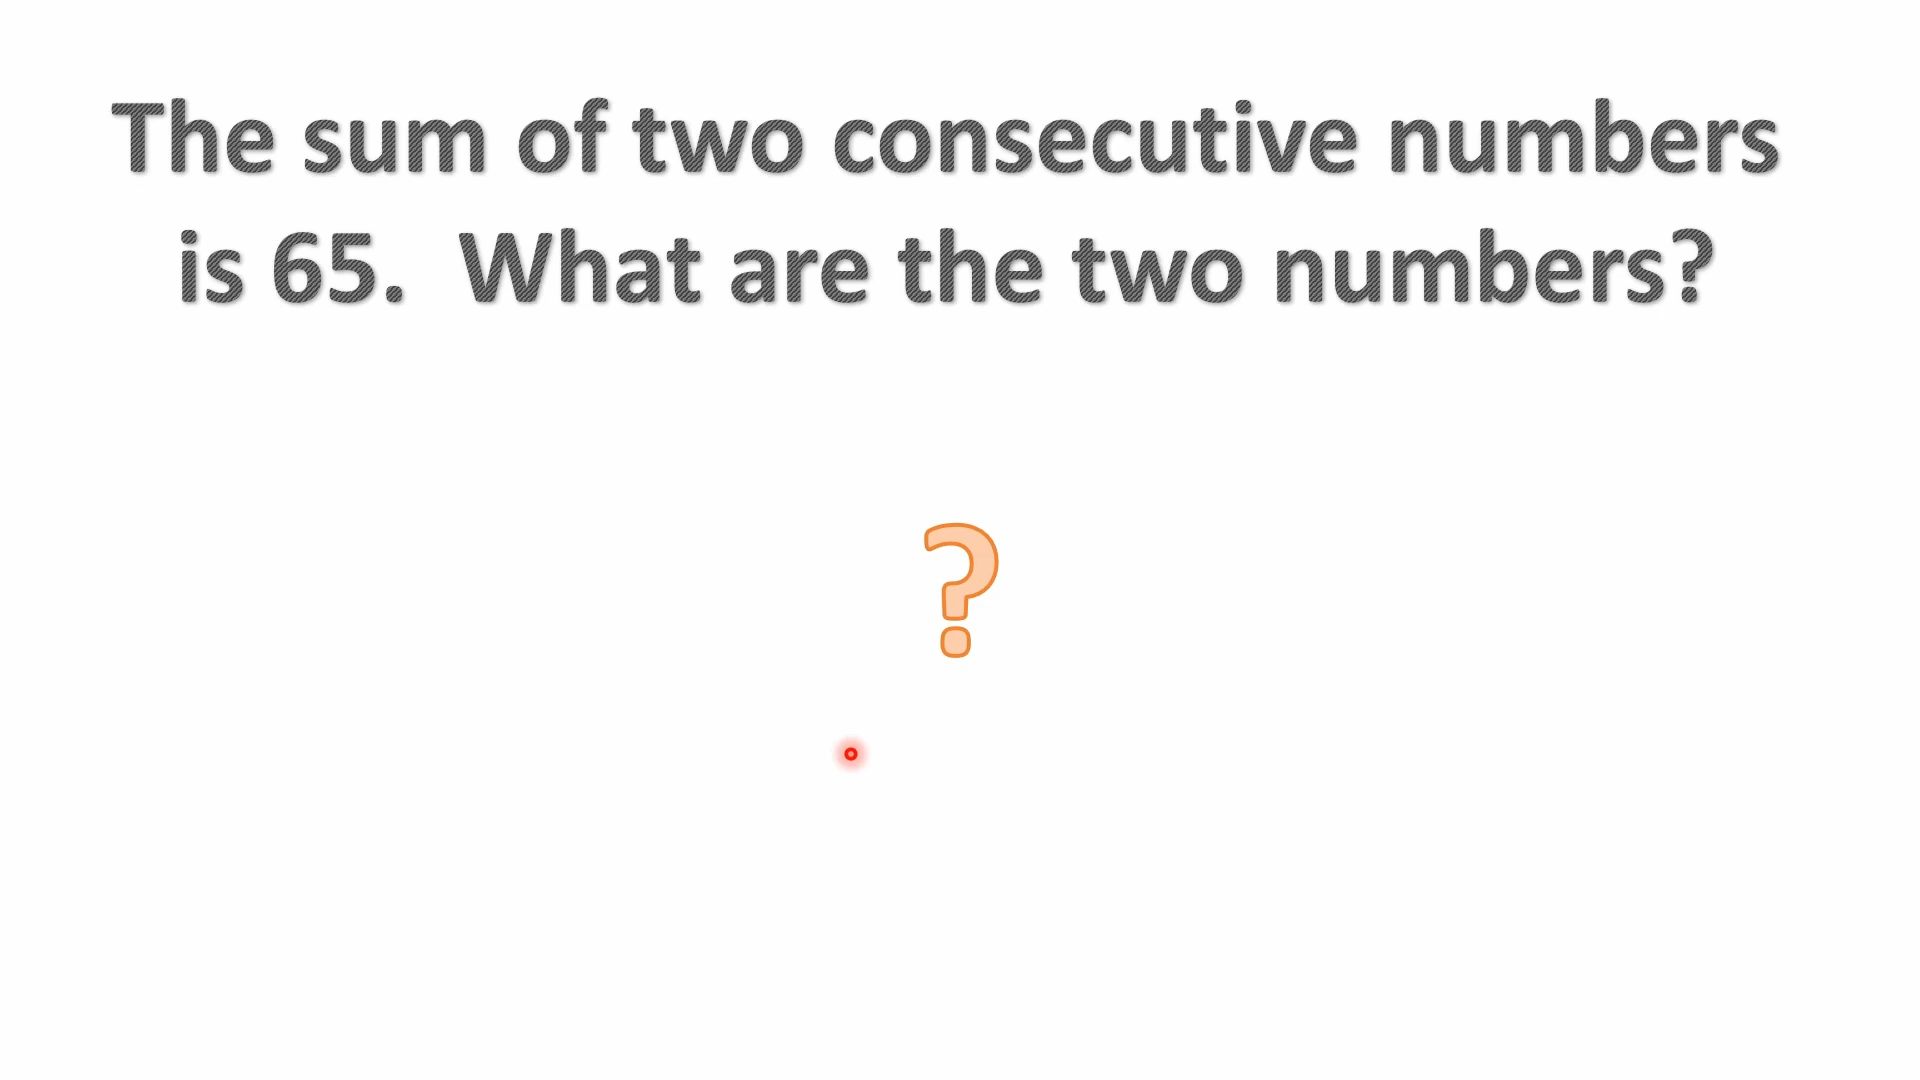 The sum of two consecutive numbers
is 65.  What are the two numbers?
?